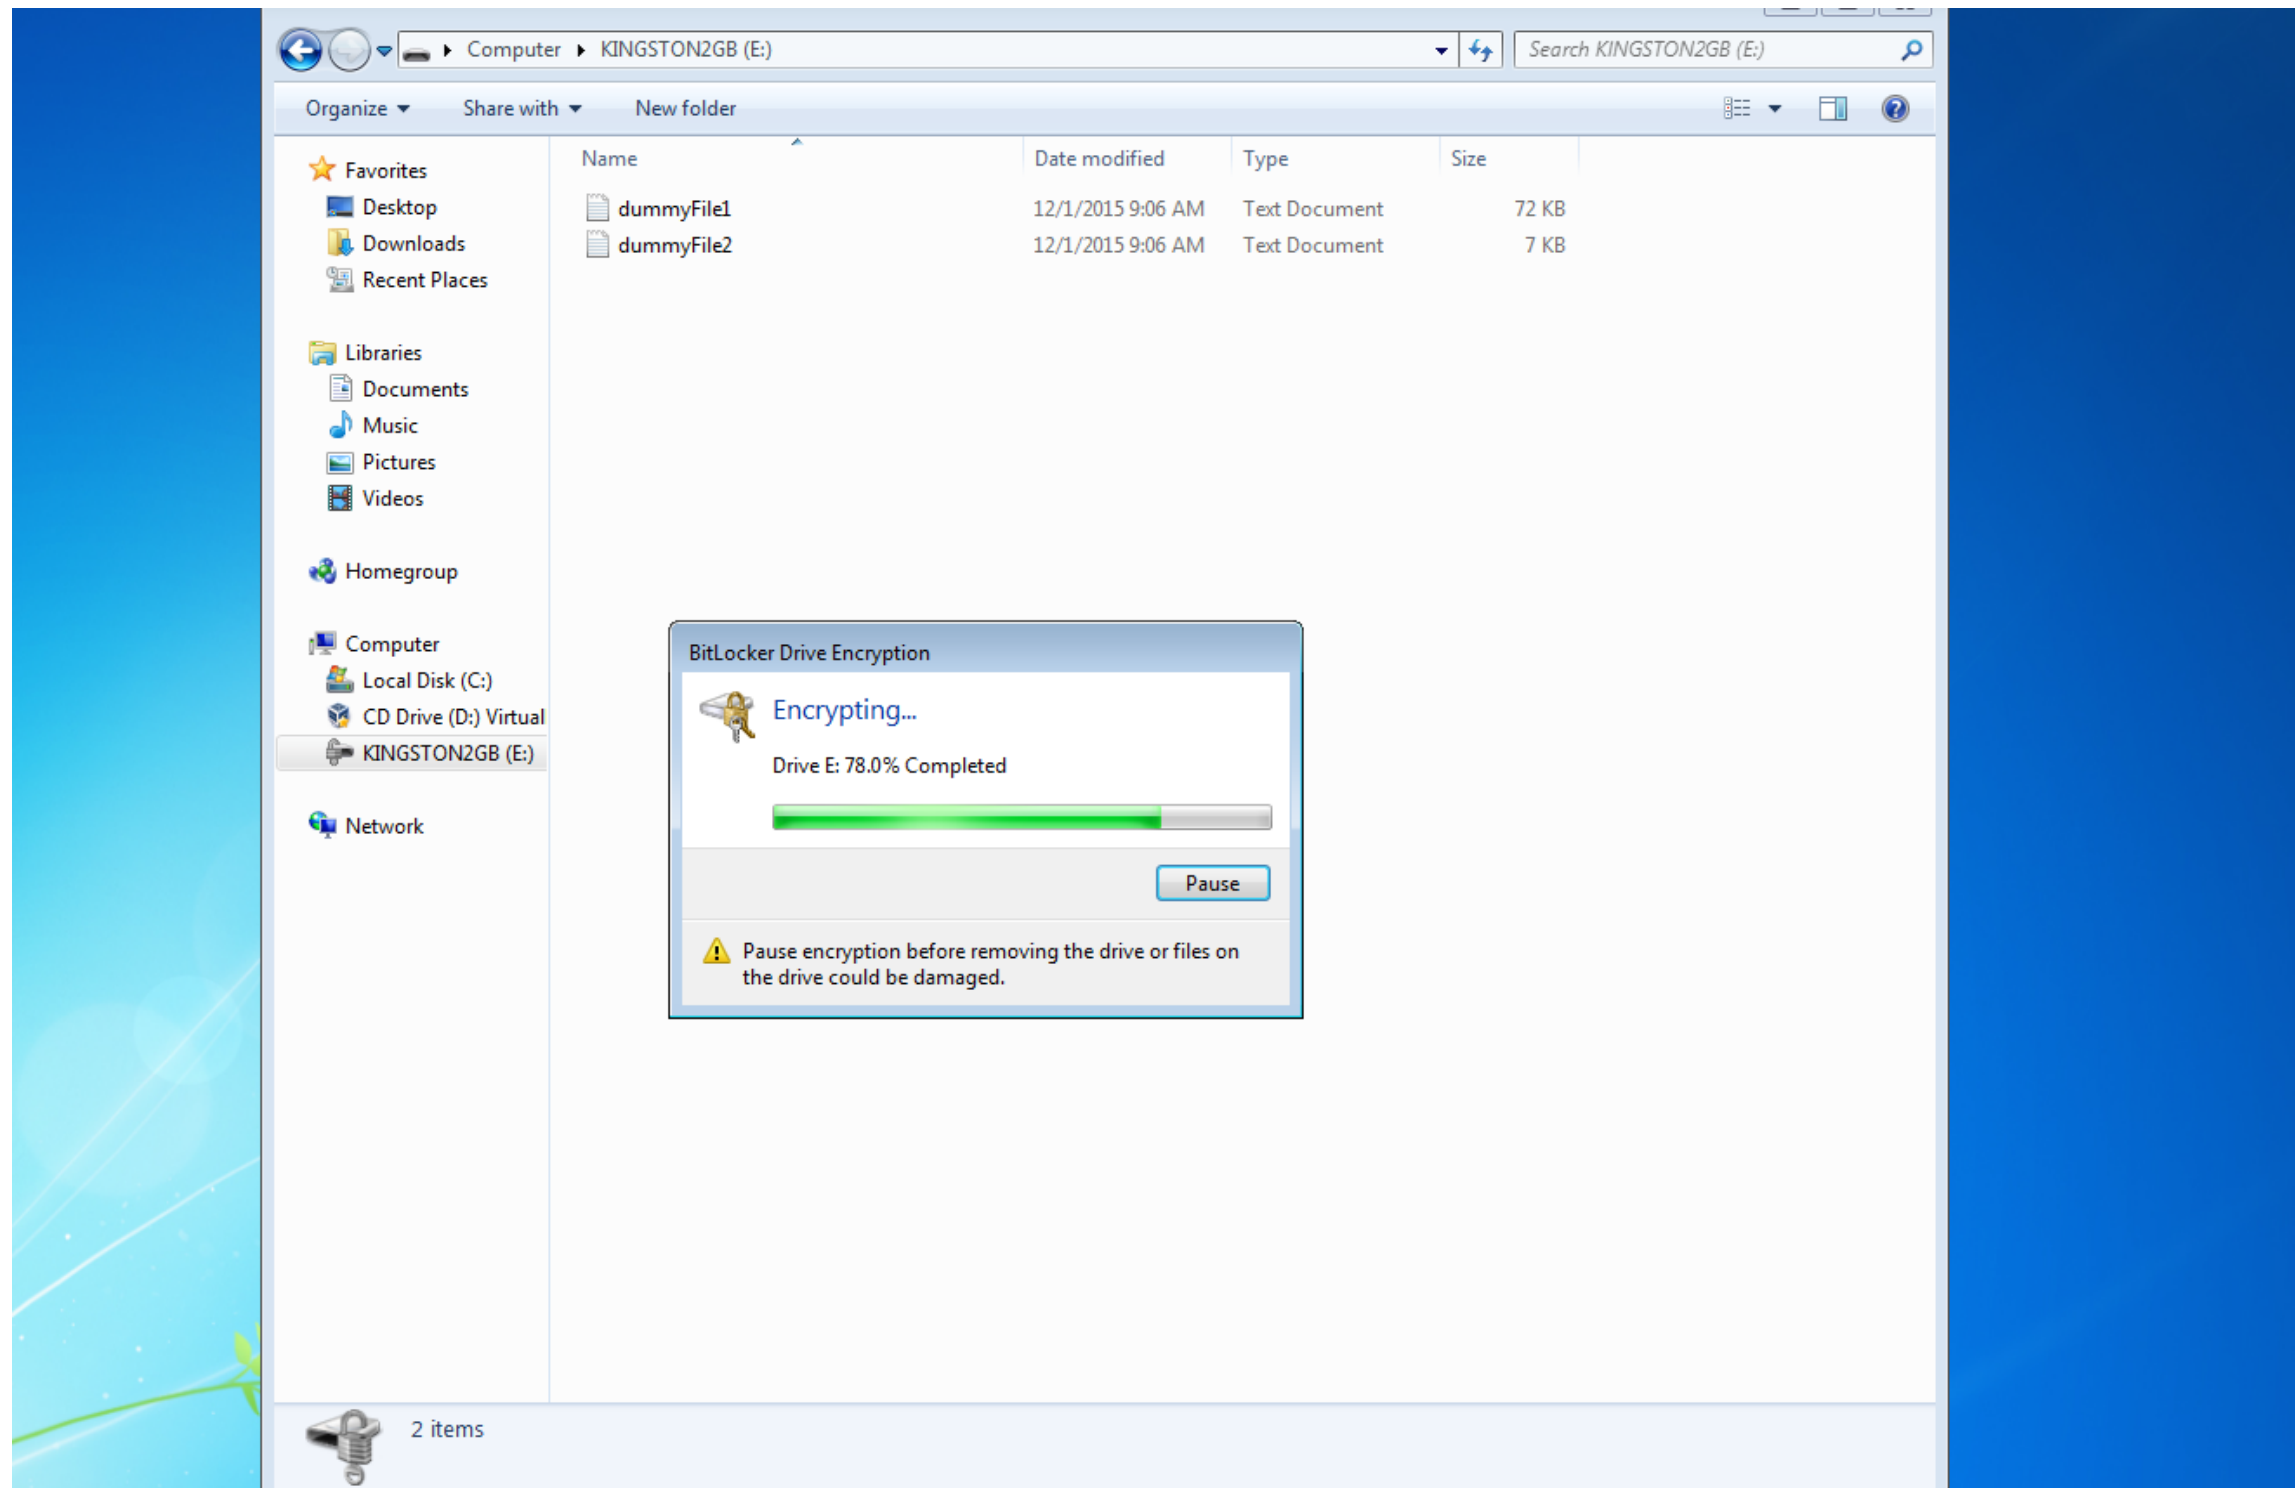 Computer KINGSTON2GB (E:) Search KINGSTON2GB (E:)
Organize Share with New folder
Name Date modified Type Size
dummyFile1 12/1/2015 9:06 AM Text Document 72 KB
dummyFile2 12/1/2015 9:06 AM Text Document 7 KB
Favorites
Desktop
Downloads
Recent Places
Libraries
Documents
Music
Pictures
Videos
Homegroup
Computer
Local Disk (C:)
CD Drive (D:) Virtual
KINGSTON2GB (E:)
Network
BitLocker Drive Encryption
Encrypting...
Drive E: 78.0% Completed
Pause
Pause encryption before removing the drive or files on
the drive could be damaged.
2 items